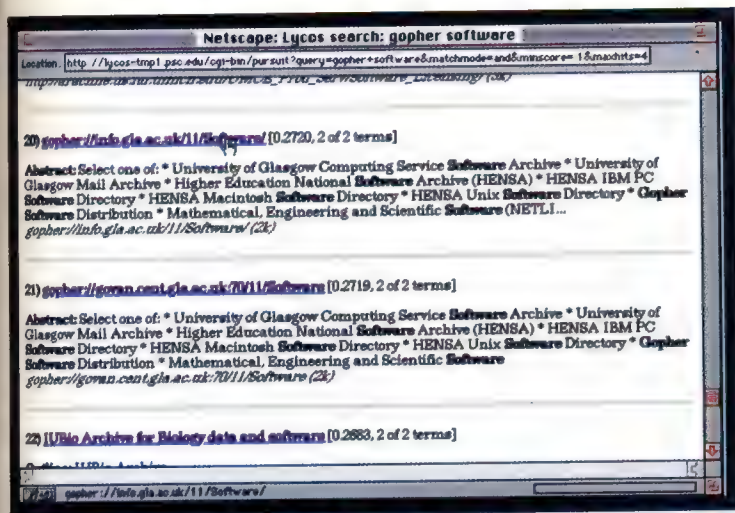 Netscape: Lycos search: gopher software
Location: http://lycos-tmp1.psc.edu/cgi-bin/pursuit?query=gopher+software&matchmode=and&minscore=.1&maxhits=4
20) gopher://info.gla.ac.uk/11/Software/ [0.2720, 2 of 2 terms]
Abstract: Select one of: * University of Glasgow Computing Service Software Archive * University of
Glasgow Mail Archive * Higher Education National Software Archive (HENSA) * HENSA IBM PC
Software Directory * HENSA Macintosh Software Directory * HENSA Unix Software Directory * Gopher
Software Distribution * Mathematical, Engineering and Scientific Software (NETLI...
gopher://info.gla.ac.uk/11/Software/ (2k)
21) gopher://govan.cent.gla.ac.uk:70/11/Software [0.2719, 2 of 2 terms]
Abstract: Select one of: * University of Glasgow Computing Service Software Archive * University of
Glasgow Mail Archive * Higher Education National Software Archive (HENSA) * HENSA IBM PC
Software Directory * HENSA Macintosh Software Directory * HENSA Unix Software Directory * Gopher
Software Distribution * Mathematical, Engineering and Scientific Software
gopher://govan.cent.gla.ac.uk:70/11/Software (2k)
22) IUBio Archive for Biology data and software [0.2683, 2 of 2 terms]
gopher://info.gla.ac.uk/11/Software/